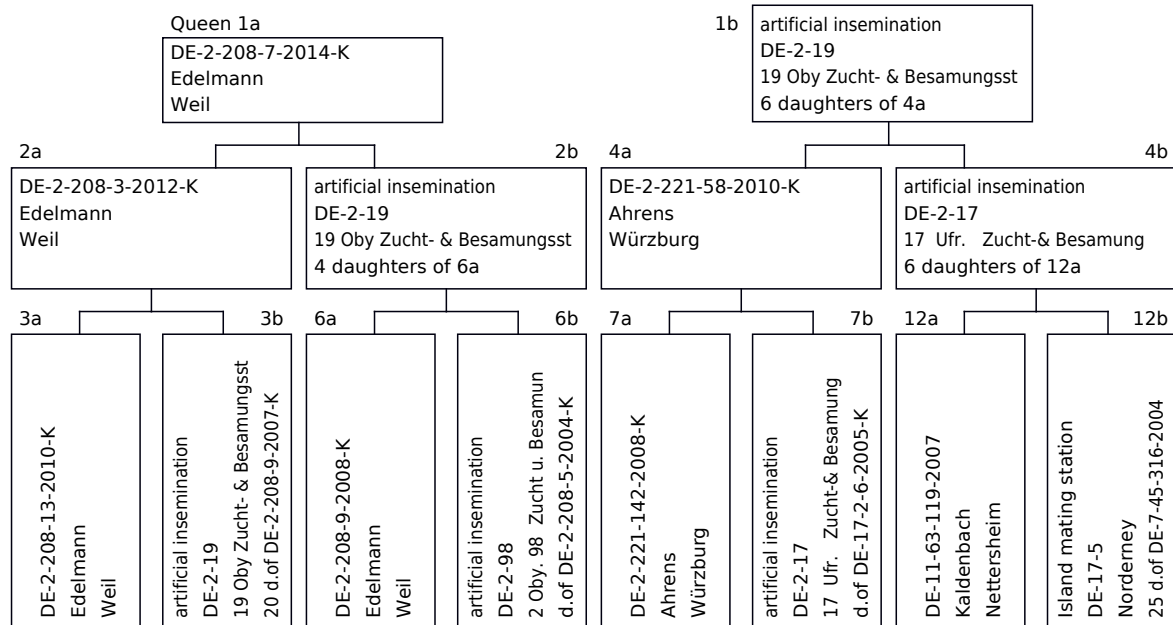 Queen 1a
DE-2-208-7-2014-K
Edelmann
Weil
1b
artificial insemination
DE-2-19
19 Oby Zucht- & Besamungsst
6 daughters of 4a
2a
DE-2-208-3-2012-K
Edelmann
Weil
2b
artificial insemination
DE-2-19
19 Oby Zucht- & Besamungsst
4 daughters of 6a
4a
DE-2-221-58-2010-K
Ahrens
Würzburg
4b
artificial insemination
DE-2-17
17 Ufr. Zucht-& Besamung
6 daughters of 12a
3a
DE-2-208-13-2010-K
Edelmann
Weil
3b
artificial insemination
DE-2-19
19 Oby Zucht- & Besamungsst
20 d.of DE-2-208-9-2007-K
6a
DE-2-208-9-2008-K
Edelmann
Weil
6b
artificial insemination
DE-2-98
2 Oby. 98 Zucht u. Besamun
d.of DE-2-208-5-2004-K
7a
DE-2-221-142-2008-K
Ahrens
Würzburg
7b
artificial insemination
DE-2-17
17 Ufr. Zucht-& Besamung
d.of DE-17-2-6-2005-K
12a
DE-11-63-119-2007
Kaldenbach
Nettersheim
12b
Island mating station
DE-17-5
Norderney
25 d.of DE-7-45-316-2004